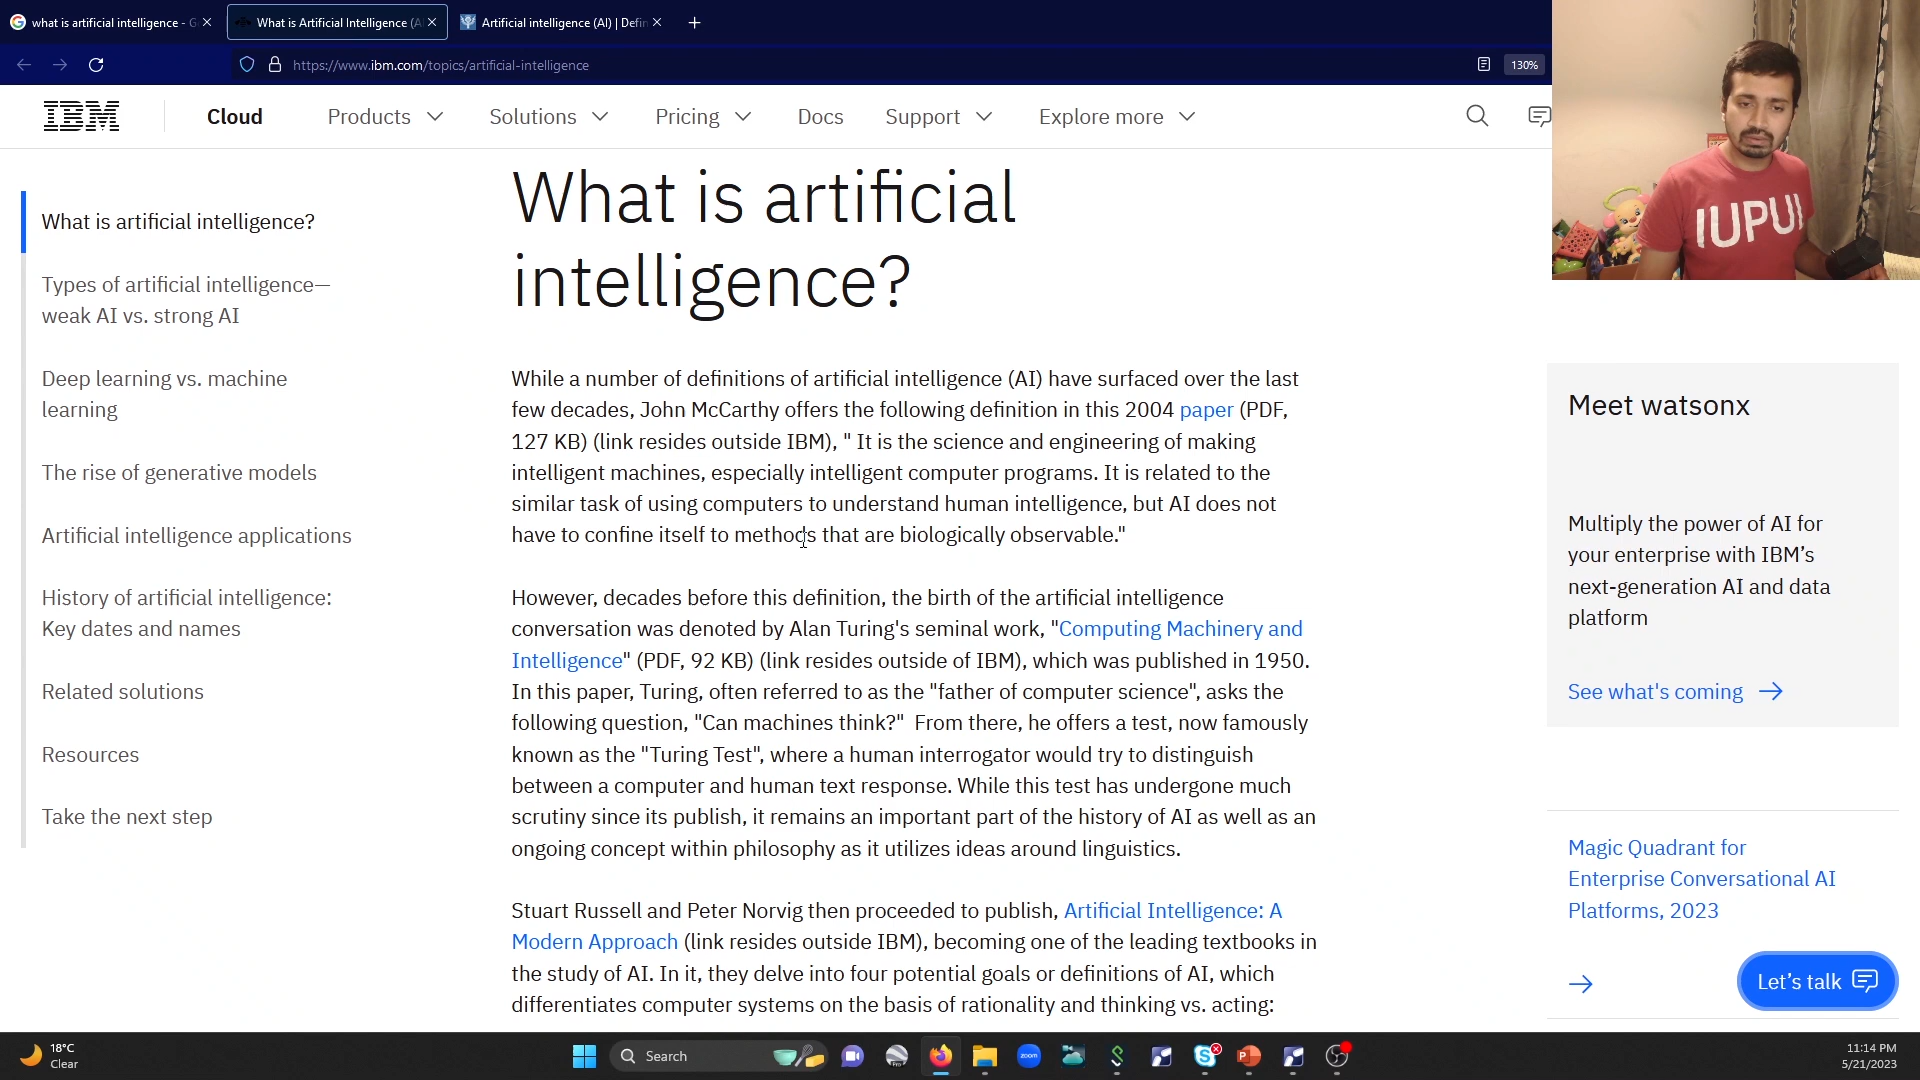 what is artificial intelligence - G
What is Artificial Intelligence (A
Artificial intelligence (AI) | Defin
https://www.ibm.com/topics/artificial-intelligence
130%
IBM
Cloud
Products
Solutions
Pricing
Docs
Support
Explore more
IUPUI
What is artificial intelligence?
Types of artificial intelligence—
weak AI vs. strong AI
Deep learning vs. machine
learning
The rise of generative models
Artificial intelligence applications
History of artificial intelligence:
Key dates and names
Related solutions
Resources
Take the next step
What is artificial
intelligence?
While a number of definitions of artificial intelligence (AI) have surfaced over the last
few decades, John McCarthy offers the following definition in this 2004 paper (PDF,
127 KB) (link resides outside IBM), " It is the science and engineering of making
intelligent machines, especially intelligent computer programs. It is related to the
similar task of using computers to understand human intelligence, but AI does not
have to confine itself to methods that are biologically observable."
However, decades before this definition, the birth of the artificial intelligence
conversation was denoted by Alan Turing's seminal work, "Computing Machinery and
Intelligence" (PDF, 92 KB) (link resides outside of IBM), which was published in 1950.
In this paper, Turing, often referred to as the "father of computer science", asks the
following question, "Can machines think?"  From there, he offers a test, now famously
known as the "Turing Test", where a human interrogator would try to distinguish
between a computer and human text response. While this test has undergone much
scrutiny since its publish, it remains an important part of the history of AI as well as an
ongoing concept within philosophy as it utilizes ideas around linguistics.
Stuart Russell and Peter Norvig then proceeded to publish, Artificial Intelligence: A
Modern Approach (link resides outside IBM), becoming one of the leading textbooks in
the study of AI. In it, they delve into four potential goals or definitions of AI, which
differentiates computer systems on the basis of rationality and thinking vs. acting:
Meet watsonx
Multiply the power of AI for
your enterprise with IBM’s
next-generation AI and data
platform
See what's coming
Magic Quadrant for
Enterprise Conversational AI
Platforms, 2023
Let’s talk
18°C
Clear
Search
zoom
11:14 PM
5/21/2023